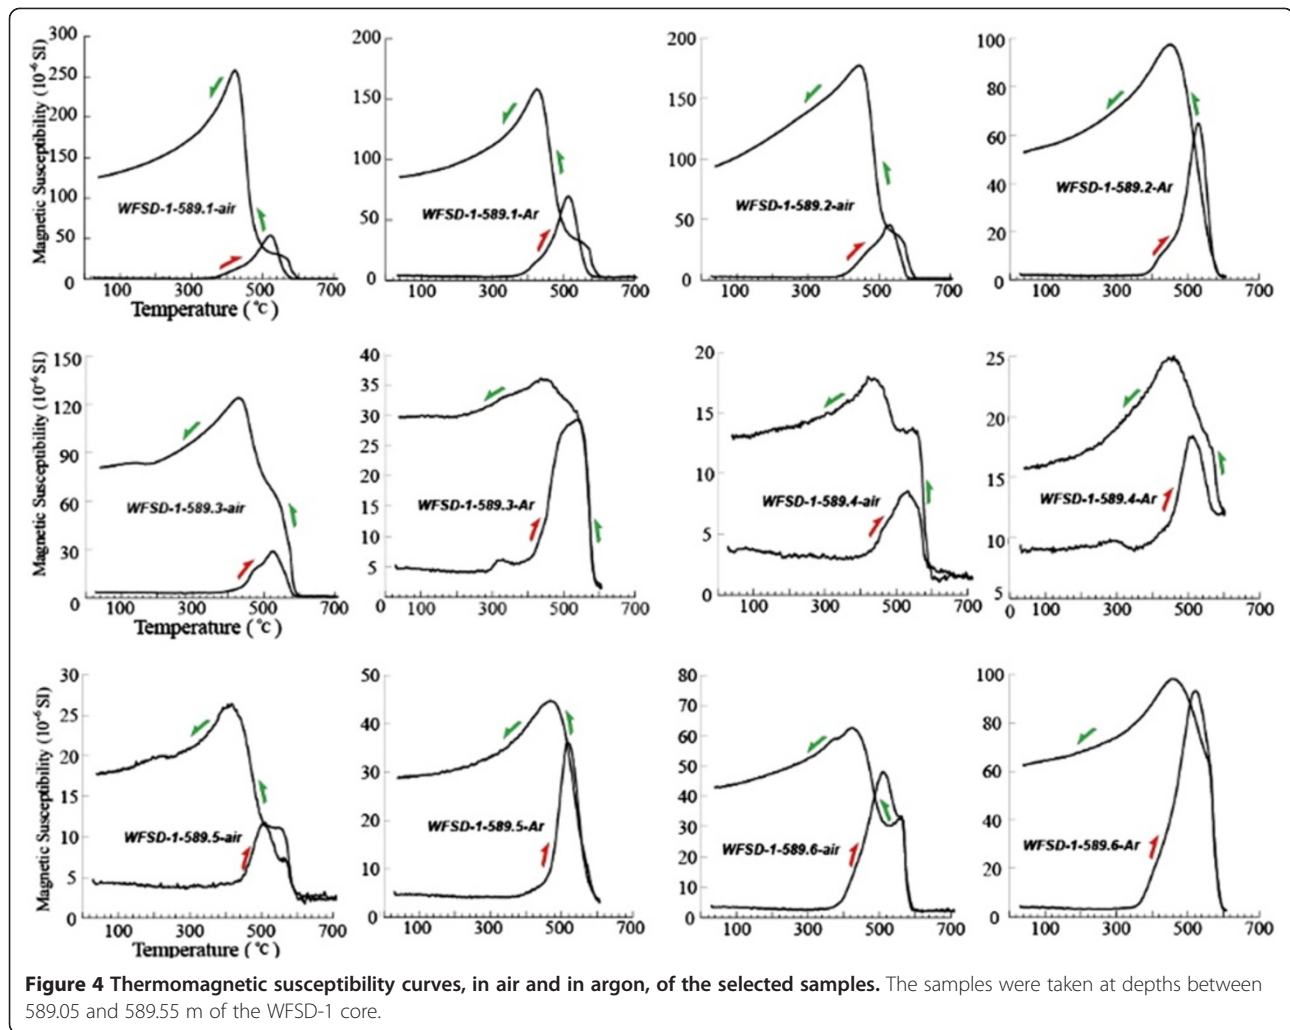 Magnetic Susceptibility (10⁻⁶ SI)
300
250
200
150
100
50
0
100 300 500 700
Temperature ( °C)
WFSD-1-589.1-air
200
150
100
50
0
100 300 500 700
WFSD-1-589.1-Ar
200
150
100
50
0
100 300 500 700
WFSD-1-589.2-air
100
80
60
40
20
0
100 300 500 700
WFSD-1-589.2-Ar
Magnetic Susceptibility (10⁻⁶ SI)
150
120
90
60
30
0
100 300 500 700
Temperature ( °C)
WFSD-1-589.3-air
40
35
30
25
20
15
10
5
0
100 300 500 700
WFSD-1-589.3-Ar
20
15
10
5
0
100 300 500 700
WFSD-1-589.4-air
25
20
15
10
5
0 100 300 500 700
WFSD-1-589.4-Ar
Magnetic Susceptibility (10⁻⁶ SI)
30
25
20
15
10
5
0
100 300 500 700
Temperature ( °C)
WFSD-1-589.5-air
50
40
30
20
10
0
100 300 500 700
WFSD-1-589.5-Ar
80
70
60
50
40
30
20
10
0
100 300 500 700
WFSD-1-589.6-air
100
80
60
40
20
0
100 300 500 700
WFSD-1-589.6-Ar
Figure 4 Thermomagnetic susceptibility curves, in air and in argon, of the selected samples. The samples were taken at depths between
589.05 and 589.55 m of the WFSD-1 core.